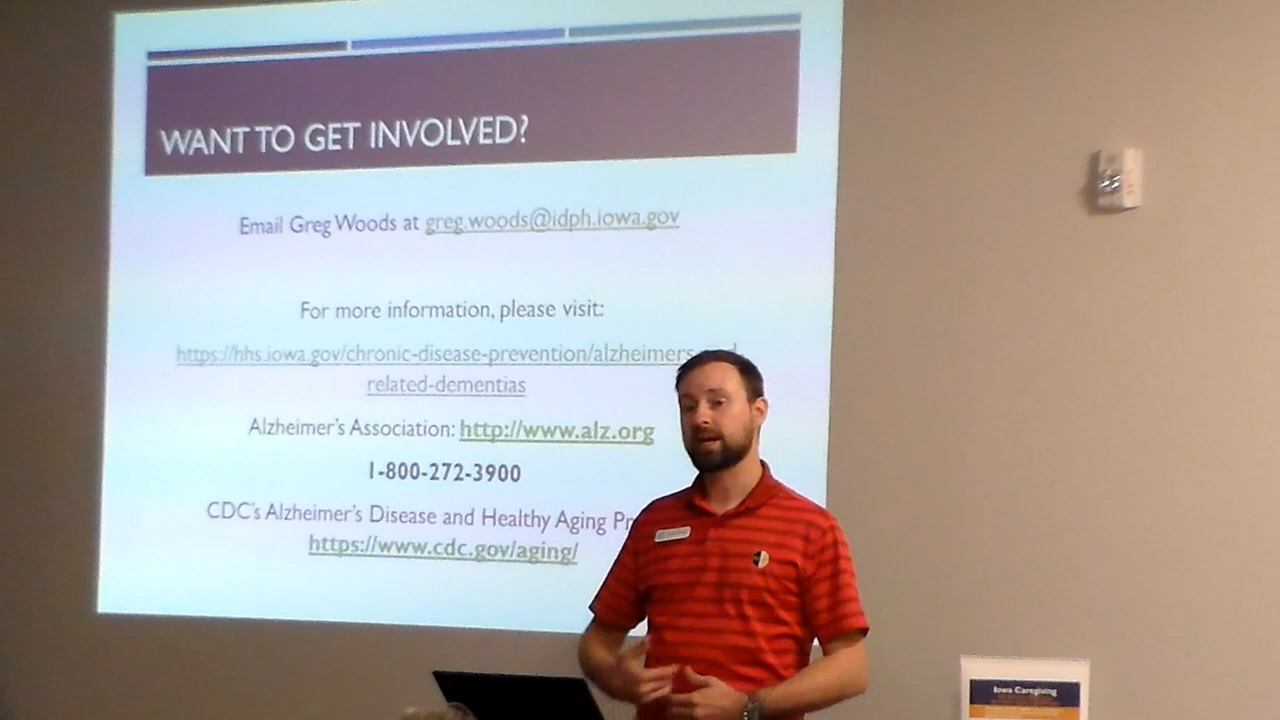 WANT TO GET INVOLVED?
Email Greg Woods at greg.woods@idph.iowa.gov
For more information, please visit:
https://hhs.iowa.gov/chronic-disease-prevention/alzheimers-and
related-dementias
Alzheimer's Association: http://www.alz.org
1-800-272-3900
CDC's Alzheimer's Disease and Healthy Aging
https://www.cdc.gov/aging/
Iowa Caregiving